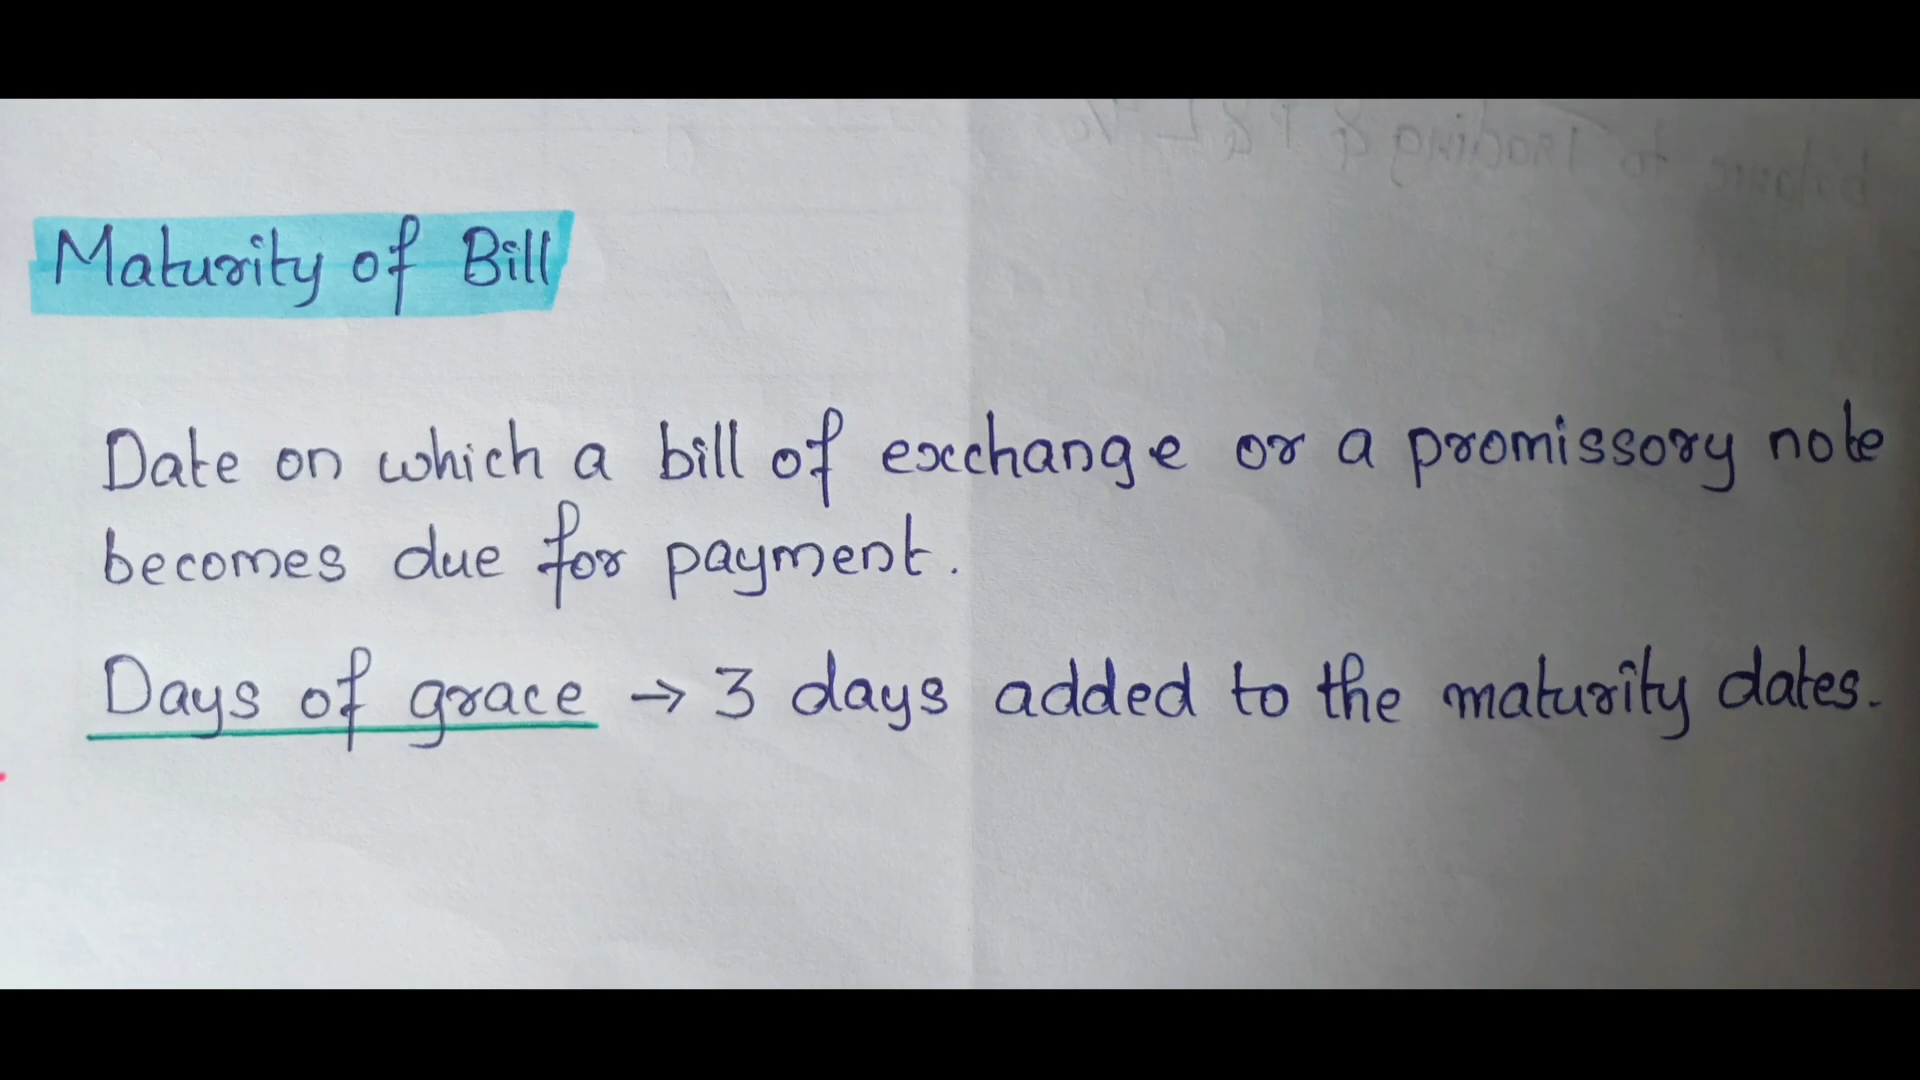 Maturity of Bill
Date on which a bill of exchange or a promissory note
becomes due for payment.
Days of grace → 3 days added to the maturity dates.